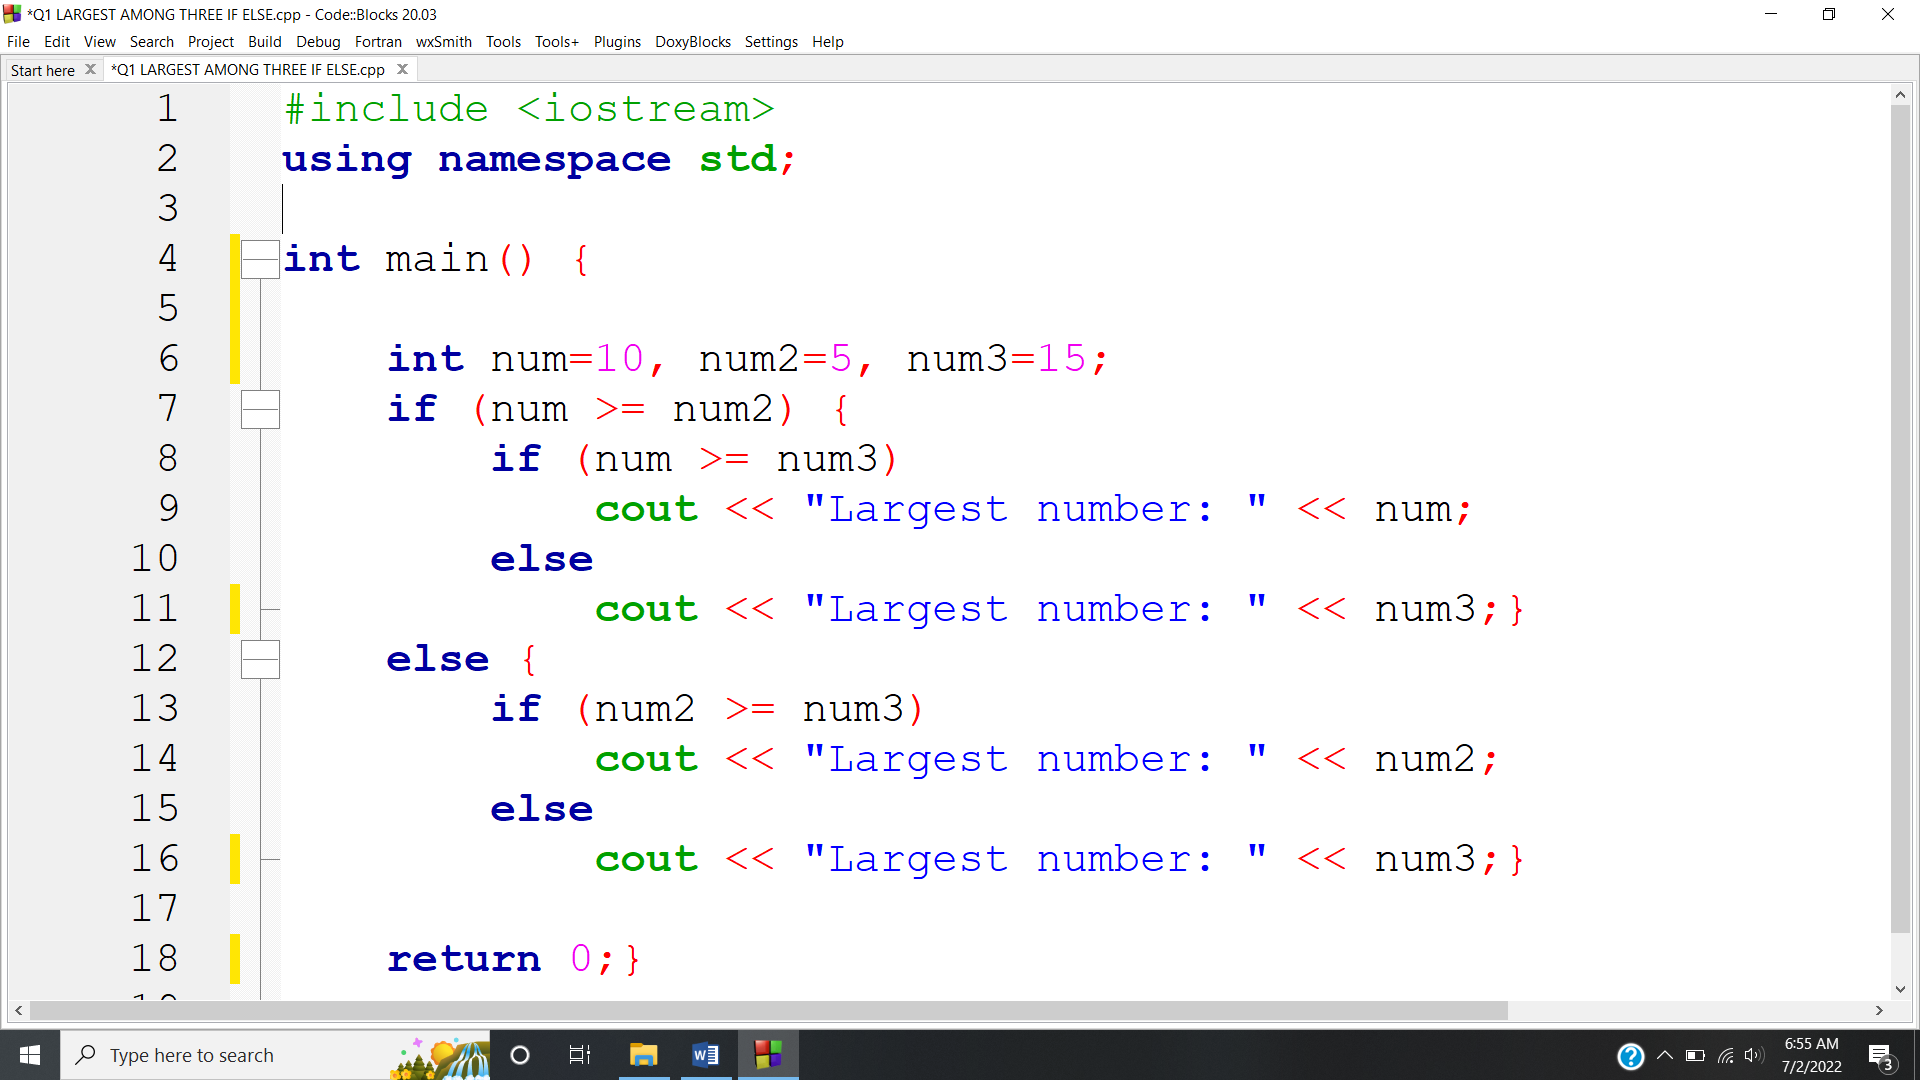 *Q1 LARGEST AMONG THREE IF ELSE.cpp - Code::Blocks 20.03
File Edit View Search Project Build Debug Fortran wxSmith Tools Tools+ Plugins DoxyBlocks Settings Help
Start here *Q1 LARGEST AMONG THREE IF ELSE.cpp
1 #include <iostream>
2 using namespace std;
3
4 int main() {
5
6     int num=10, num2=5, num3=15;
7     if (num >= num2) {
8         if (num >= num3)
9             cout << "Largest number: " << num;
10         else
11             cout << "Largest number: " << num3;}
12     else {
13         if (num2 >= num3)
14             cout << "Largest number: " << num2;
15         else
16             cout << "Largest number: " << num3;}
17
18     return 0;}
Type here to search
6:55 AM
7/2/2022
3